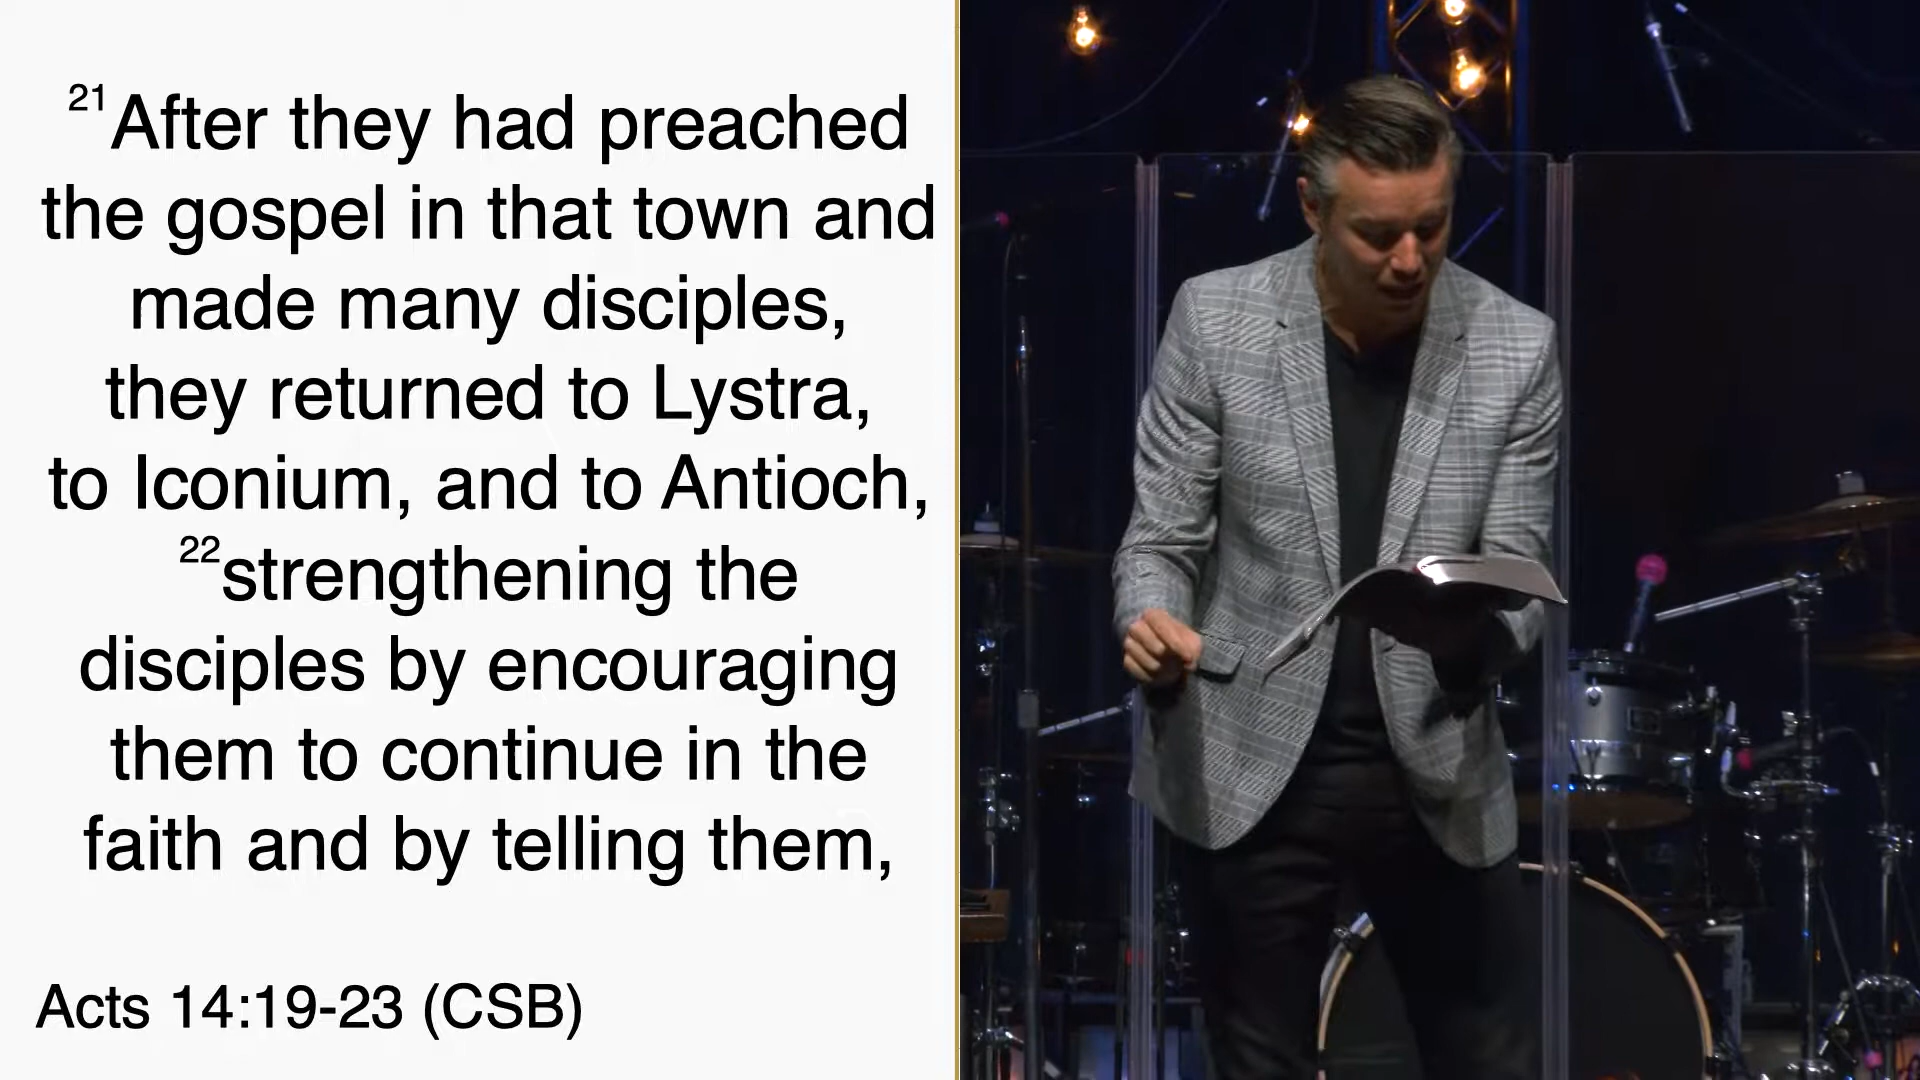 21After they had preached
the gospel in that town and
made many disciples,
they returned to Lystra,
to Iconium, and to Antioch,
22strengthening the
disciples by encouraging
them to continue in the
faith and by telling them,
Acts 14:19-23 (CSB)